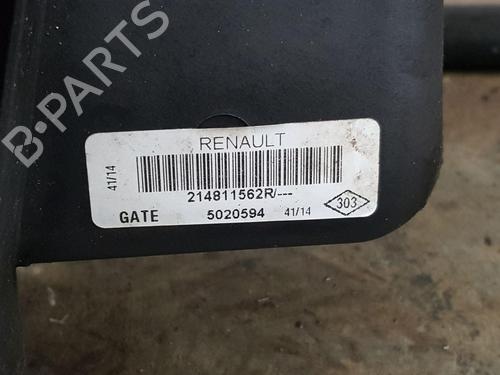 B-PARTS
RENAULT
41/14
214811562R/---
GATE 5020594 41/14
303